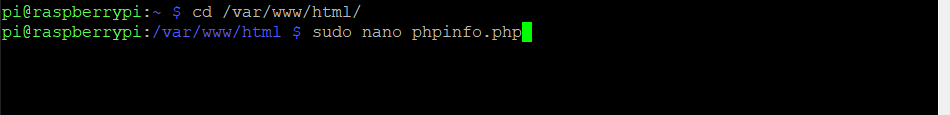 pi@raspberrypi:~ $ cd /var/www/html/
pi@raspberrypi:/var/www/html $ sudo nano phpinfo.php